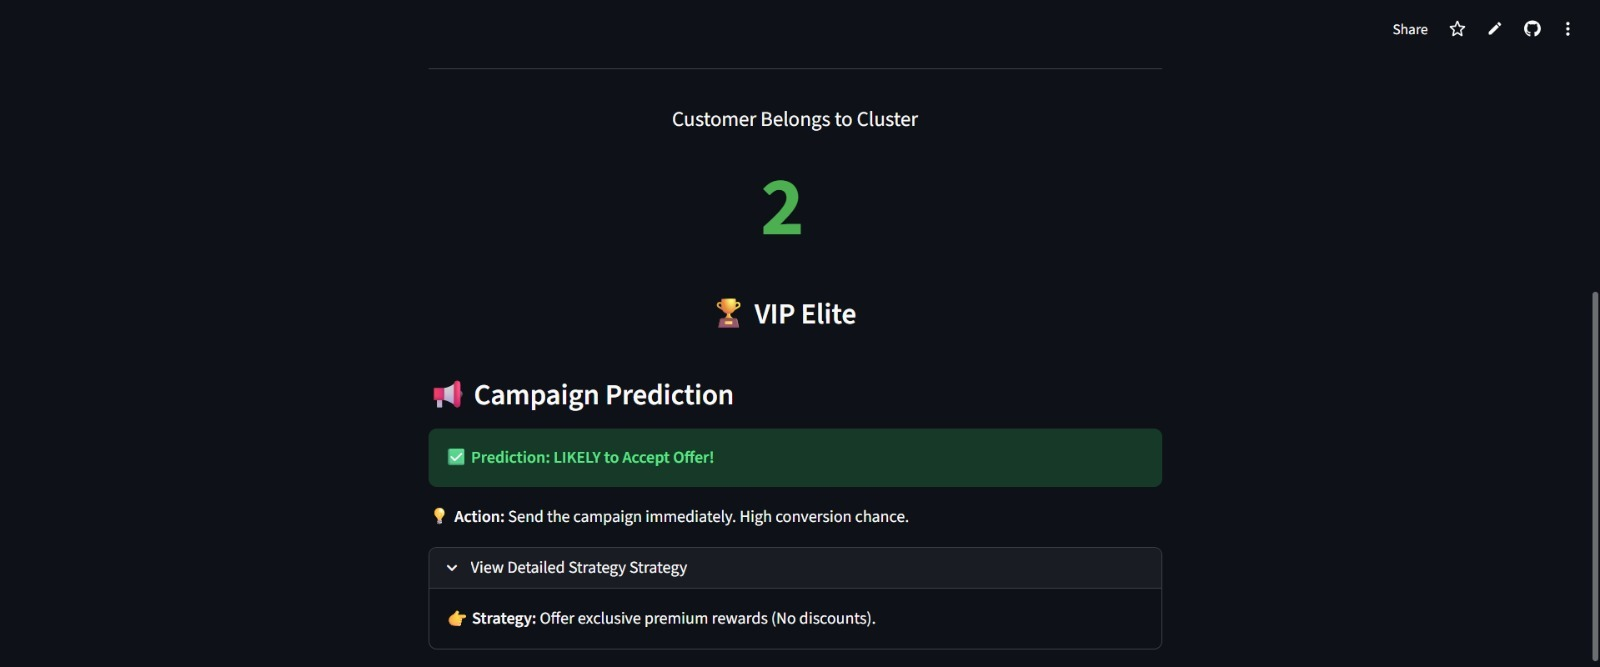 Share
Customer Belongs to Cluster
2
🏆 VIP Elite
📢 Campaign Prediction
✅ Prediction: LIKELY to Accept Offer!
💡 Action: Send the campaign immediately. High conversion chance.
View Detailed Strategy Strategy
👉 Strategy: Offer exclusive premium rewards (No discounts).